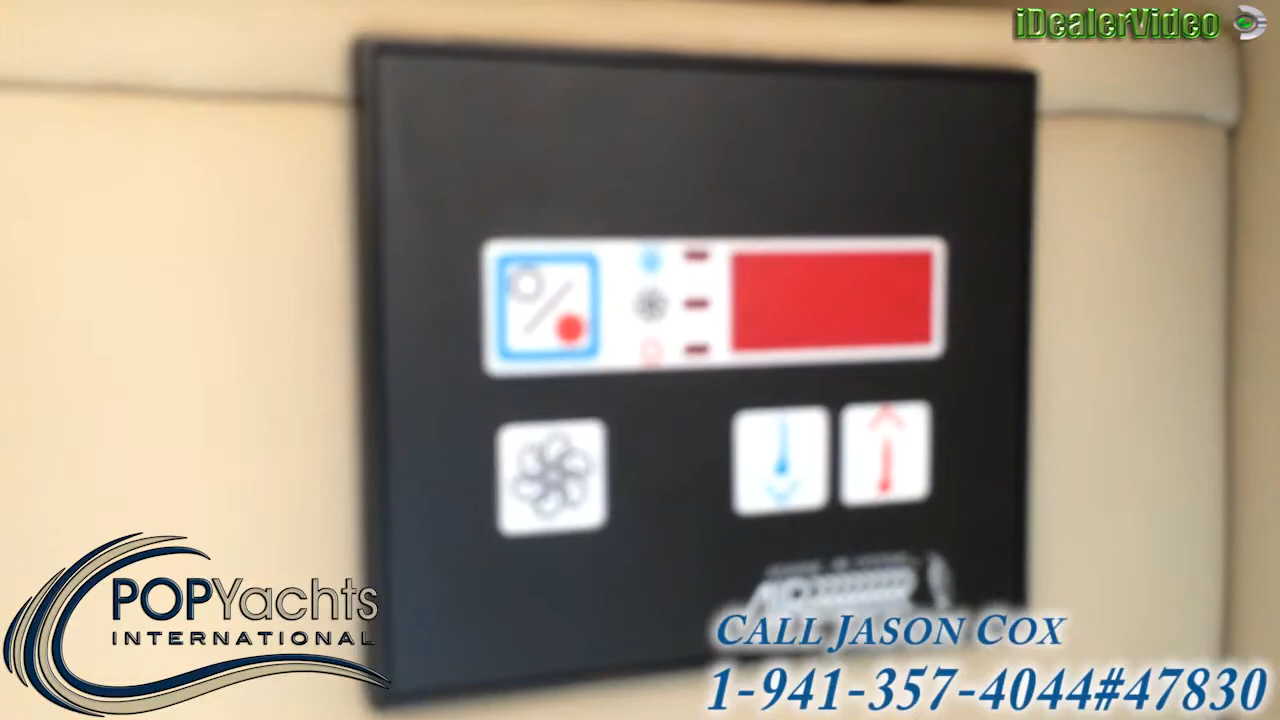 iDealerVideo
POPYachts
INTERNATIONAL
CALL JASON COX
1-941-357-4044#47830